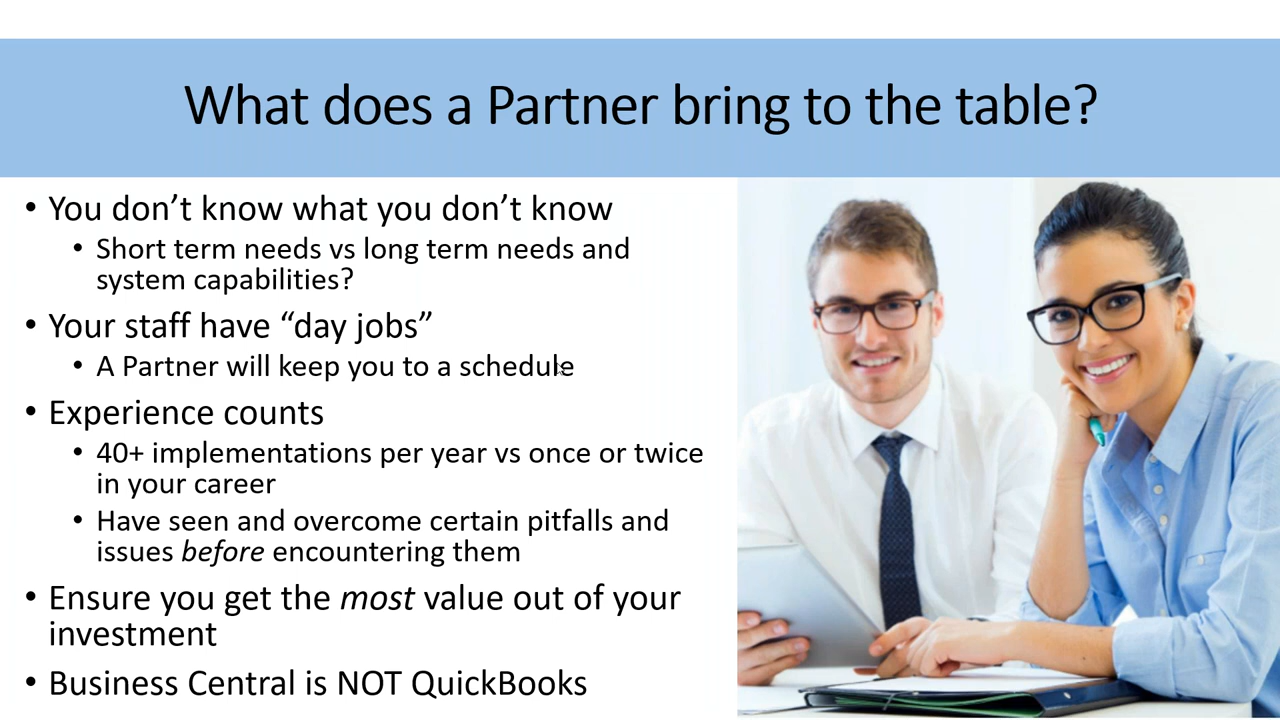 What does a Partner bring to the table?
• You don’t know what you don’t know
• Short term needs vs long term needs and
system capabilities?
• Your staff have “day jobs”
• A Partner will keep you to a schedule
• Experience counts
• 40+ implementations per year vs once or twice
in your career
• Have seen and overcome certain pitfalls and
issues before encountering them
• Ensure you get the most value out of your
investment
• Business Central is NOT QuickBooks